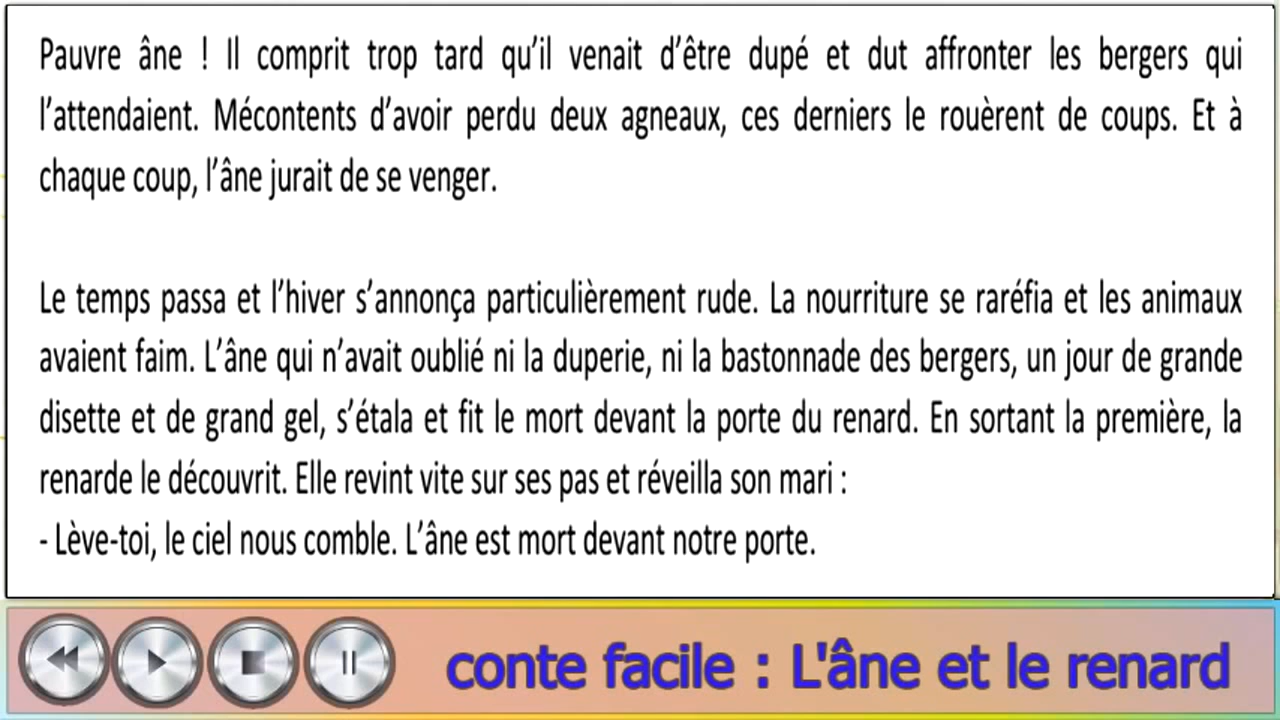 Pauvre âne ! Il comprit trop tard qu’il venait d’être dupé et dut affronter les bergers qui
l’attendaient. Mécontents d’avoir perdu deux agneaux, ces derniers le rouèrent de coups. Et à
chaque coup, l’âne jurait de se venger.
Le temps passa et l’hiver s’annonça particulièrement rude. La nourriture se raréfia et les animaux
avaient faim. L’âne qui n’avait oublié ni la duperie, ni la bastonnade des bergers, un jour de grande
disette et de grand gel, s’étala et fit le mort devant la porte du renard. En sortant la première, la
renarde le découvrit. Elle revint vite sur ses pas et réveilla son mari :
- Lève-toi, le ciel nous comble. L’âne est mort devant notre porte.
conte facile : L'âne et le renard